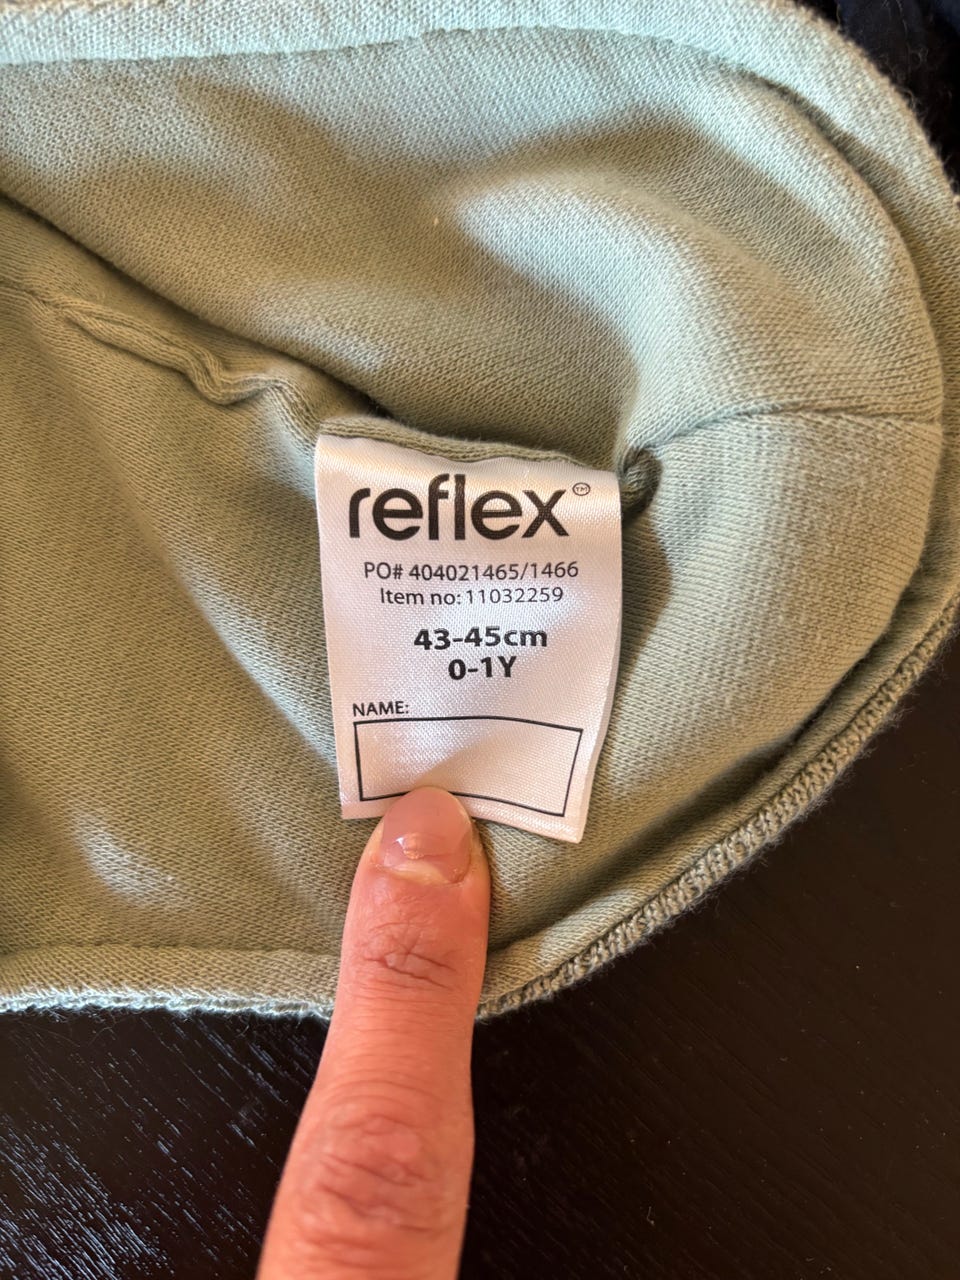 reflex™
PO# 404021465/1466
Item no: 11032259
43-45cm
0-1Y
NAME: